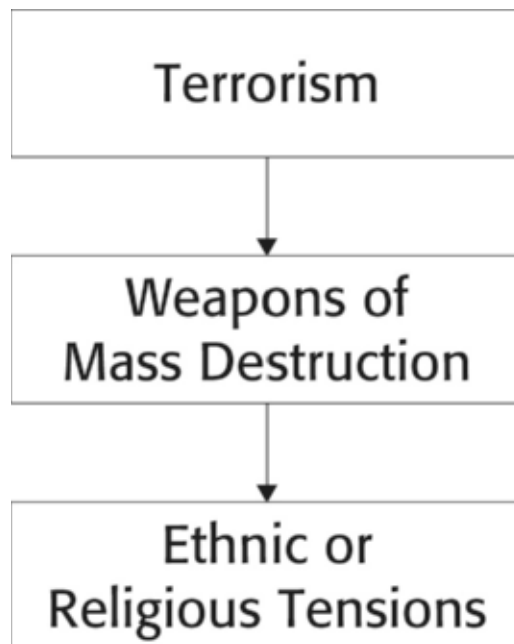 Terrorism
Weapons of
Mass Destruction
Ethnic or
Religious Tensions